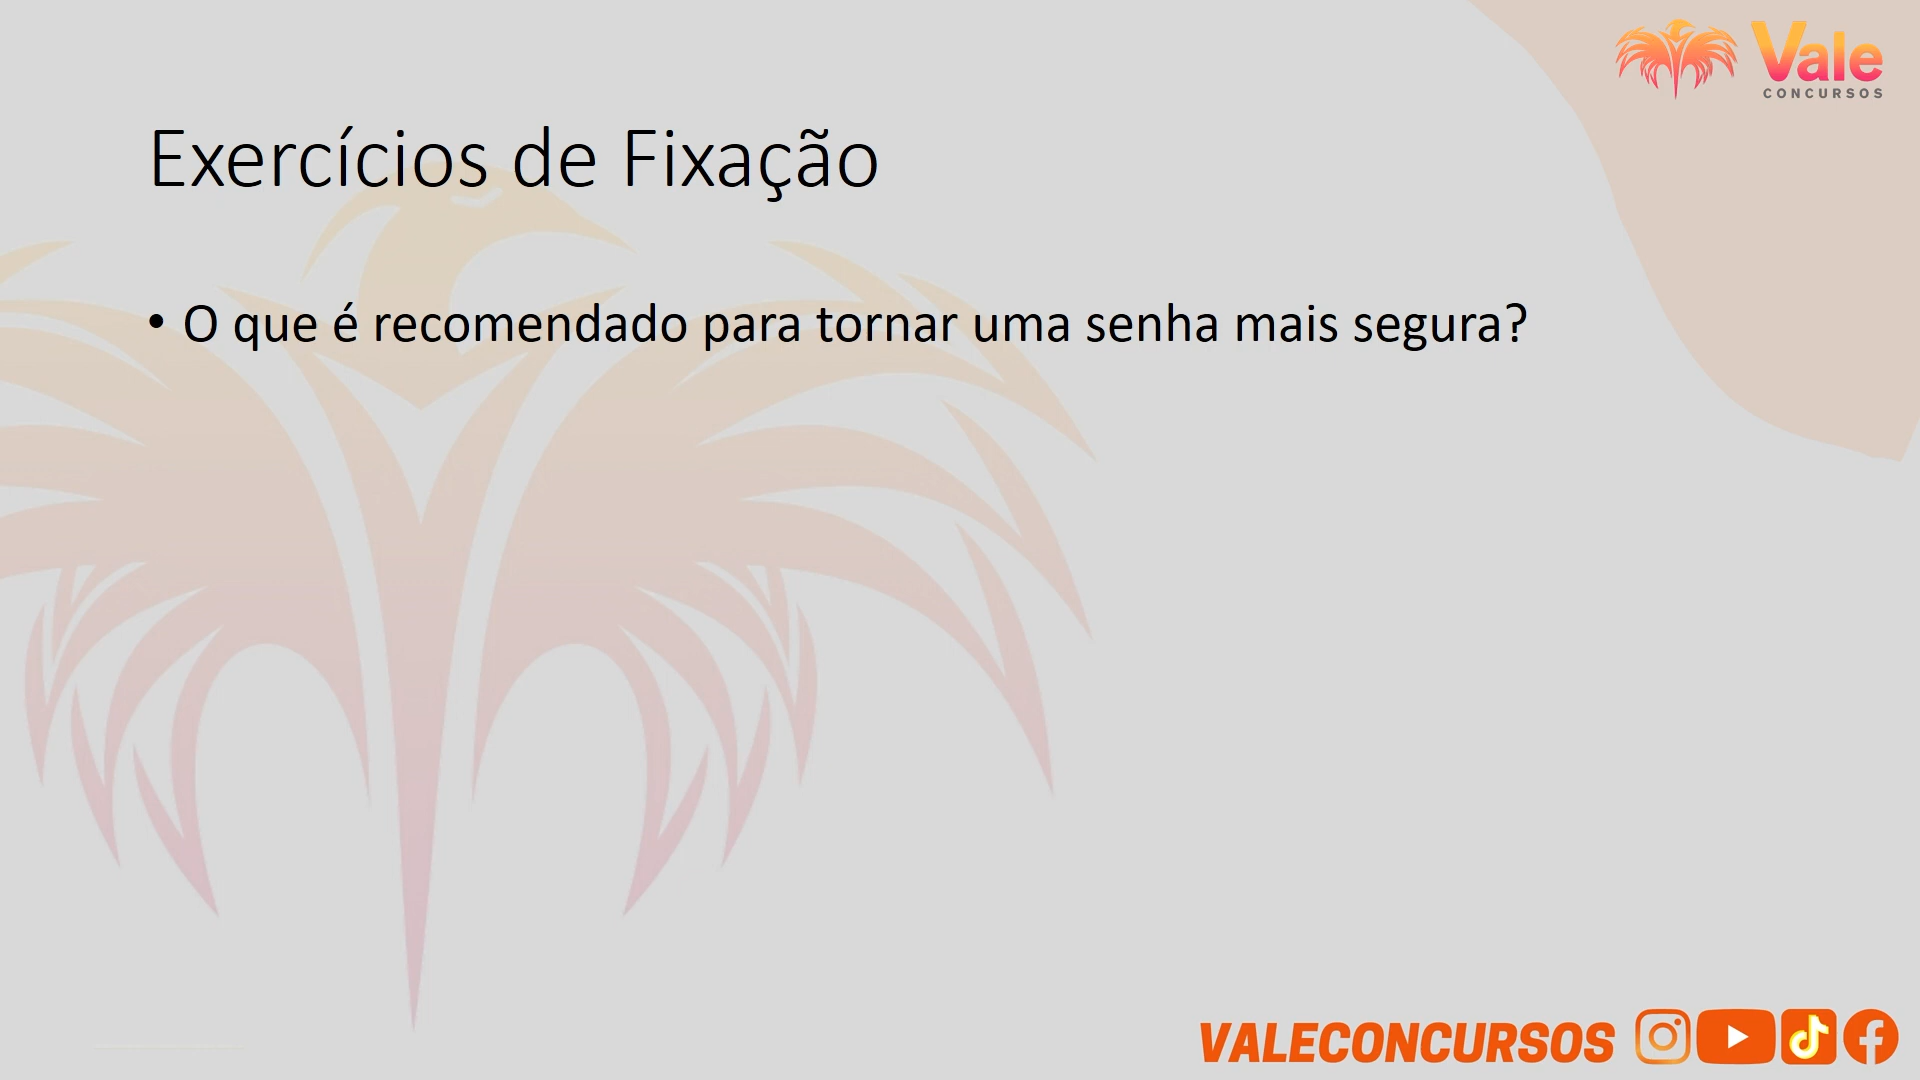 Vale
CONCURSOS
Exercícios de Fixação
• O que é recomendado para tornar uma senha mais segura?
VALECONCURSOS